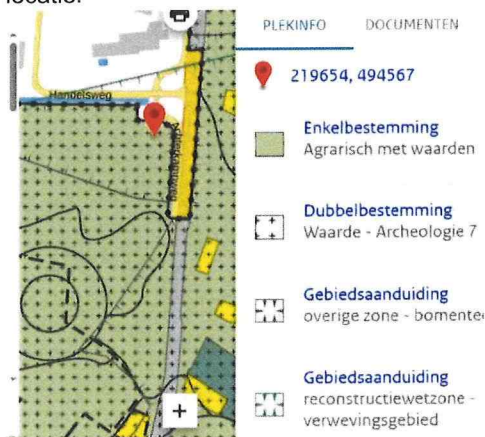 locatie.
PLEKINFO DOCUMENTEN
219654, 494567
Handelsweg
Enkelbestemming
Agrarisch met waarden
Dubbelbestemming
Waarde - Archeologie 7
Gebiedsaanduiding
overige zone - bomentee
Gebiedsaanduiding
reconstructiewetzone -
verwevingsgebied
+